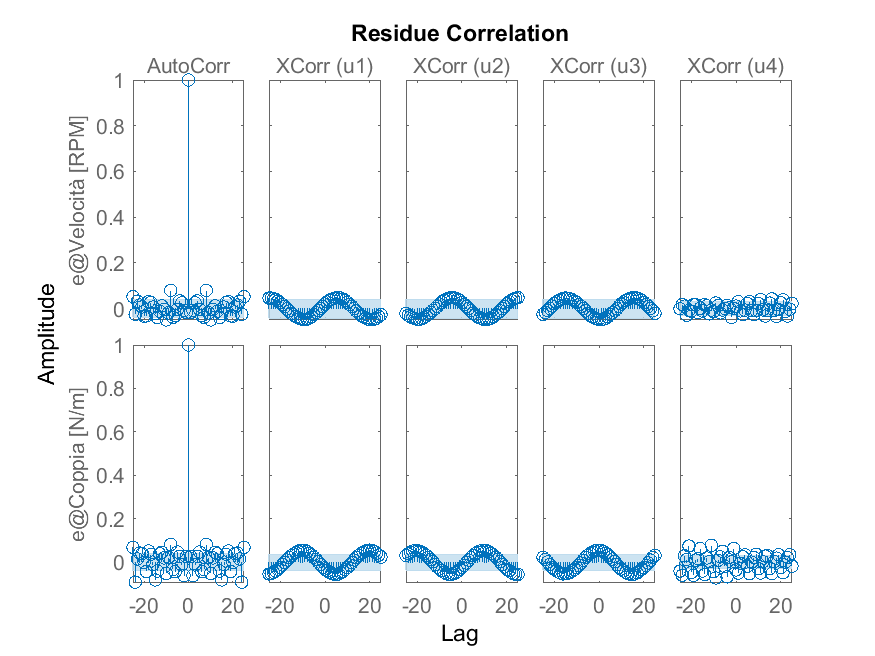 Residue Correlation
AutoCorr XCorr (u1) XCorr (u2) XCorr (u3) XCorr (u4)
Amplitude
e@Velocità [RPM]
1
0.8
0.6
0.4
0.2
0
e@Coppia [N/m]
1
0.8
0.6
0.4
0.2
0
-20 0 20 -20 0 20 -20 0 20 -20 0 20 -20 0 20
Lag